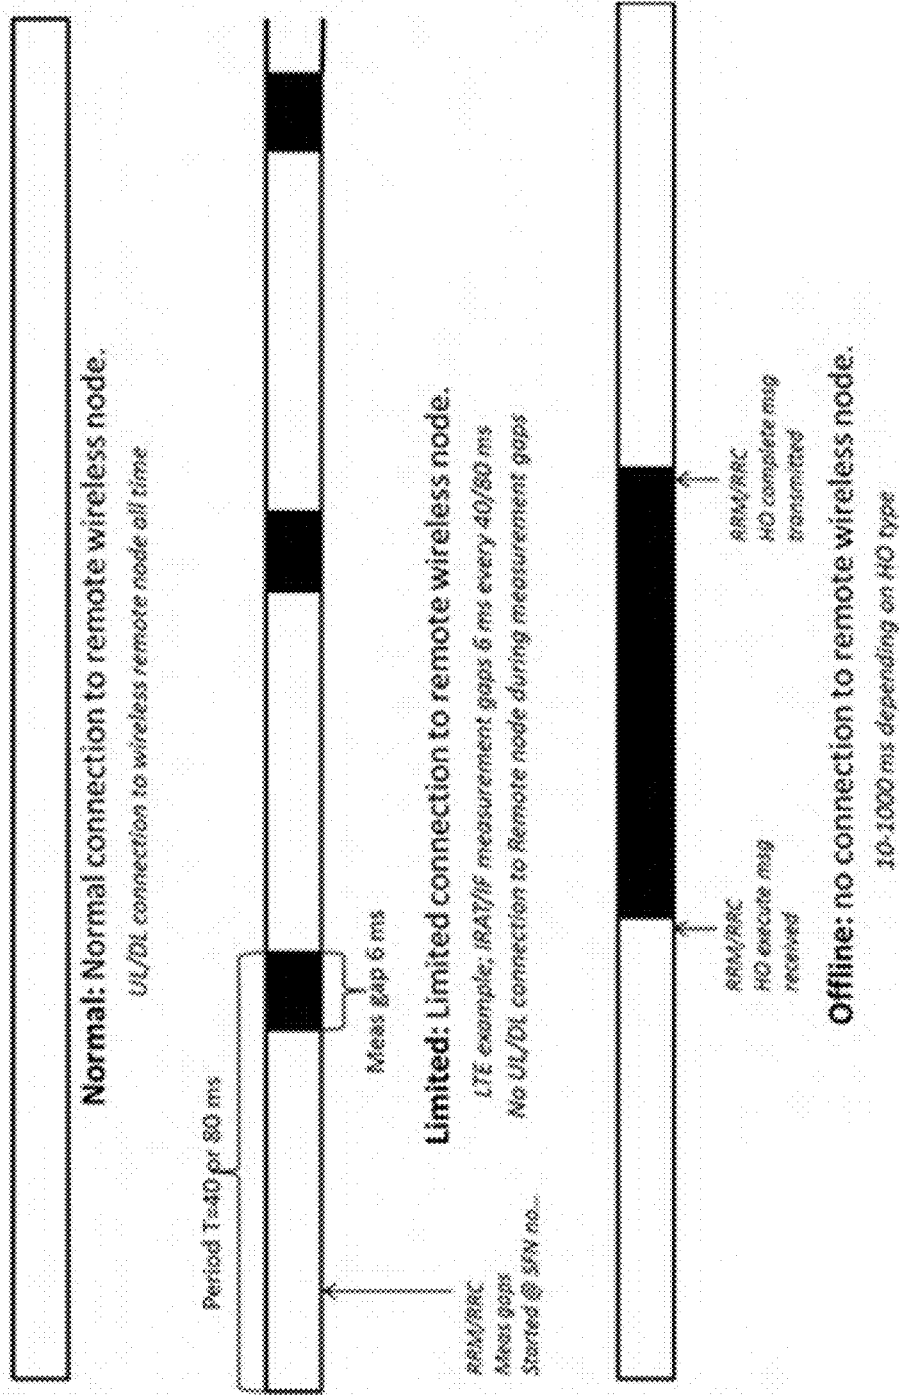 Normal: Normal connection to remote wireless node.
UL/DL connection to wireless remote node all time
Period T=40 or 80 ms
Meas gap 6 ms
RRM/RRC
Meas gaps
Started @ SFN no...
Limited: Limited connection to remote wireless node.
LTE example; IRAT/IF measurement gaps 6 ms every 40/80 ms
No UL/DL connection to Remote node during measurement gaps
RRM/RRC
HO execute msg
received
RRM/RRC
HO complete msg
transmitted
Offline: no connection to remote wireless node.
10-1000 ms depending on HO type